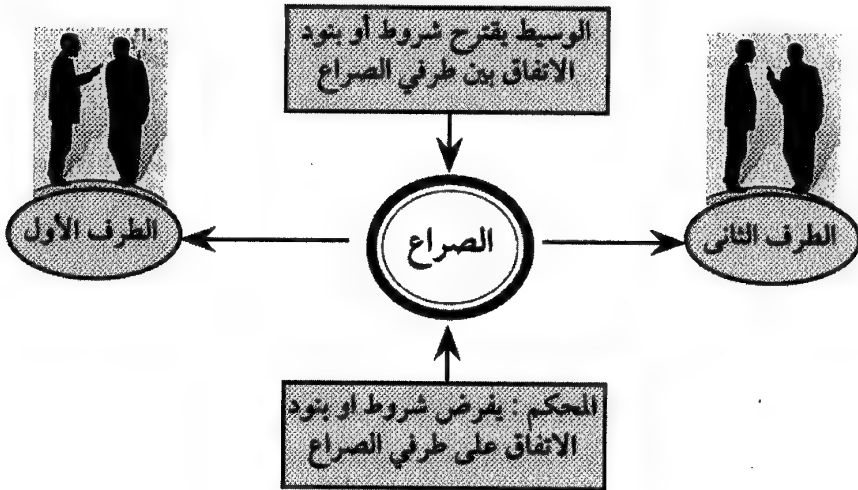 الوسيط يقترح شروط أو بنود
الاتفاق بين طرفي الصراع
الطرف الثانى
الصراع
الطرف الأول
المحكم : يفرض شروط او بنود
الاتفاق على طرفي الصراع